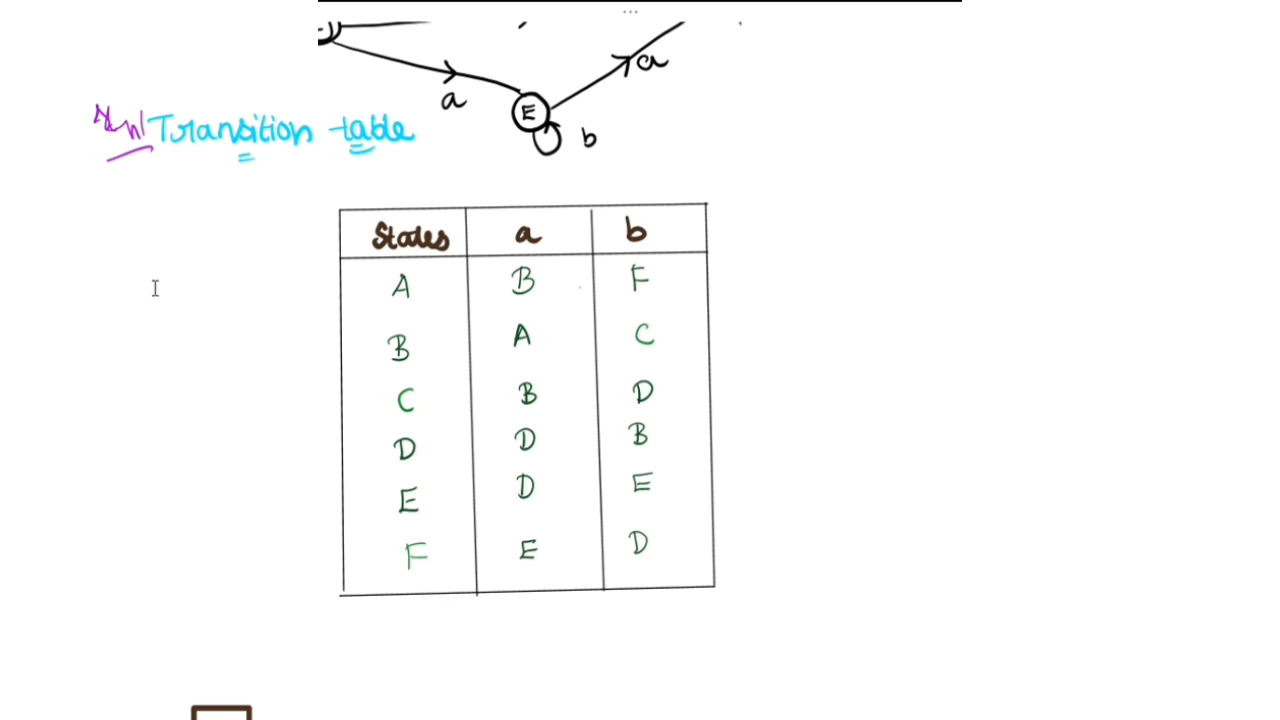 a
a
E
b
Transition table
States a b
A B F
B A C
C B D
D D B
E D E
F E D